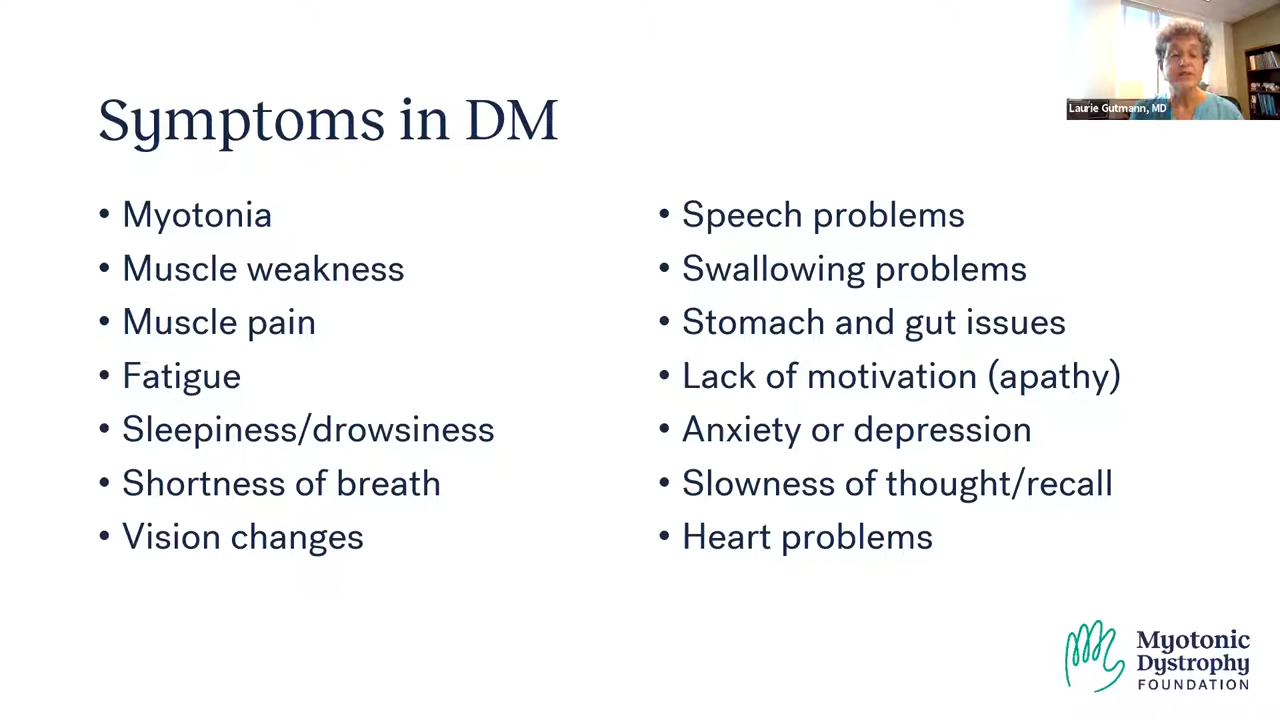 Laurie Gutmann, MD
Symptoms in DM
• Myotonia
• Muscle weakness
• Muscle pain
• Fatigue
• Sleepiness/drowsiness
• Shortness of breath
• Vision changes
• Speech problems
• Swallowing problems
• Stomach and gut issues
• Lack of motivation (apathy)
• Anxiety or depression
• Slowness of thought/recall
• Heart problems
Myotonic
Dystrophy
FOUNDATION